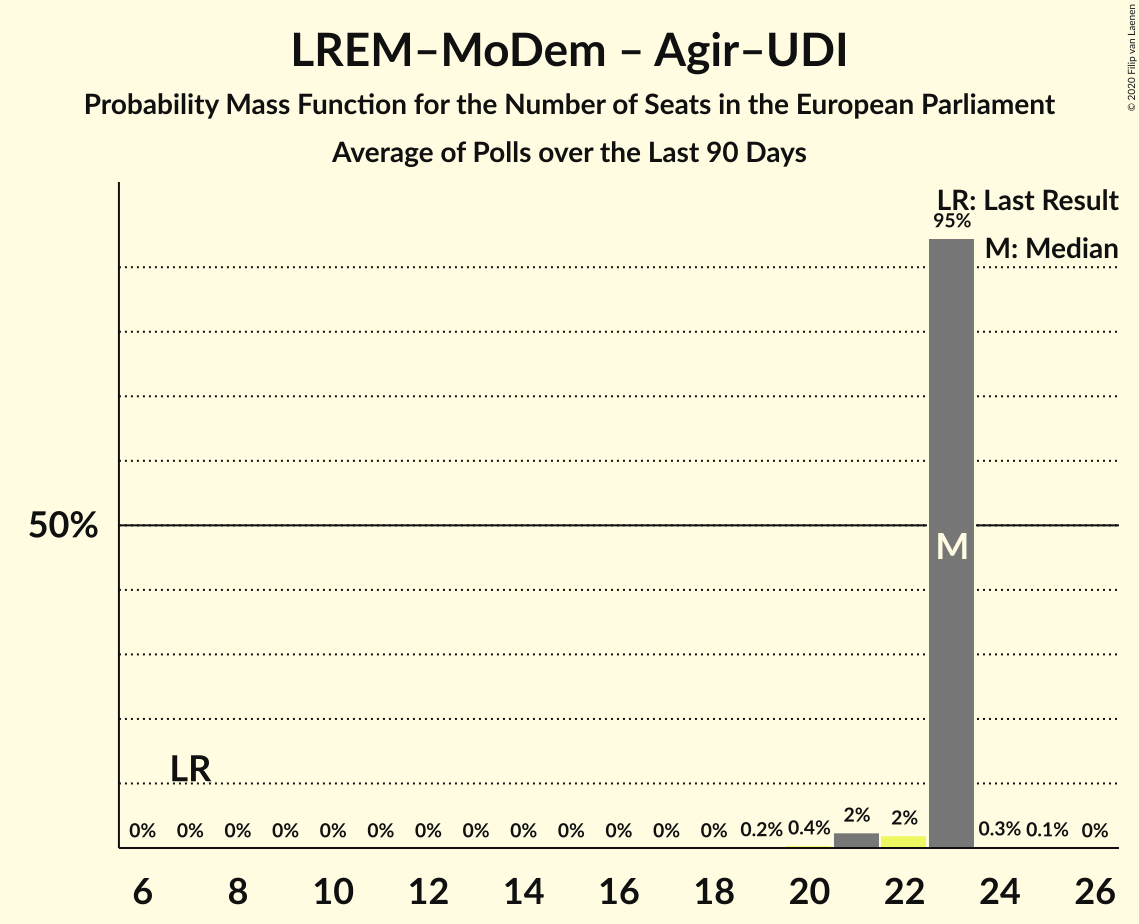 LREM–MoDem – Agir–UDI
Probability Mass Function for the Number of Seats in the European Parliament
Average of Polls over the Last 90 Days
© 2020 Filip van Laenen
LR: Last Result
M: Median
95%
50%
M
LR
0% 0% 0% 0% 0% 0% 0% 0% 0% 0% 0% 0% 0% 0.2% 0.4% 2% 2% 0.3% 0.1% 0%
6 8 10 12 14 16 18 20 22 24 26